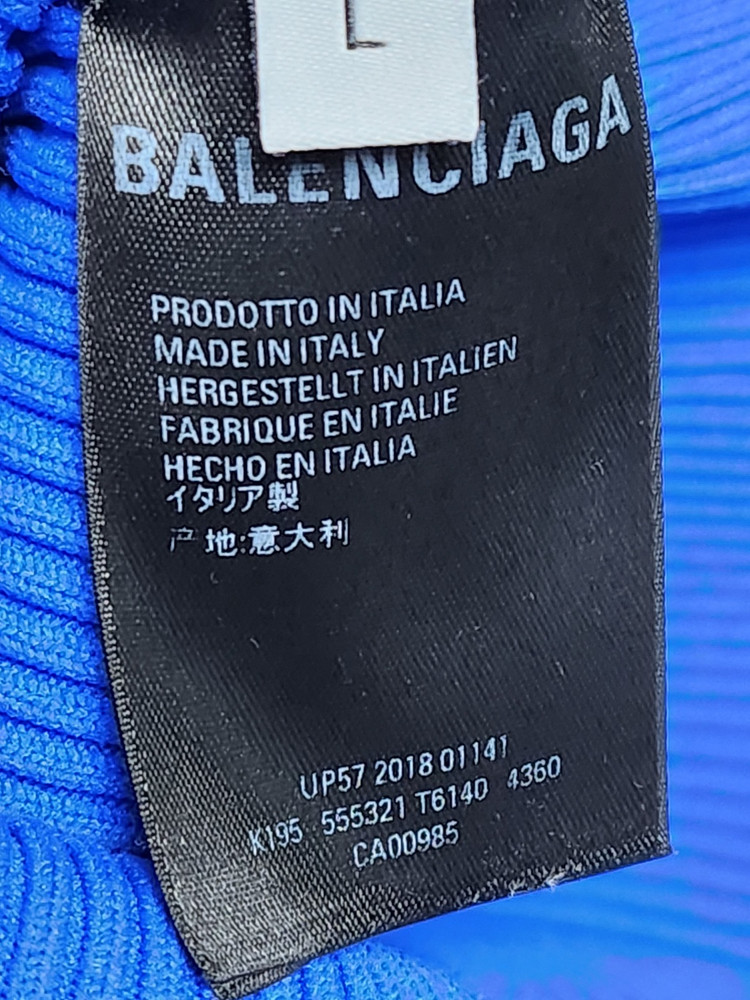 L
BALENCIAGA
PRODOTTO IN ITALIA
MADE IN ITALY
HERGESTELLT IN ITALIEN
FABRIQUE EN ITALIE
HECHO EN ITALIA
イタリア製
产地:意大利
UP57 2018 01141
K195 555321 T6140 4360
CA00985